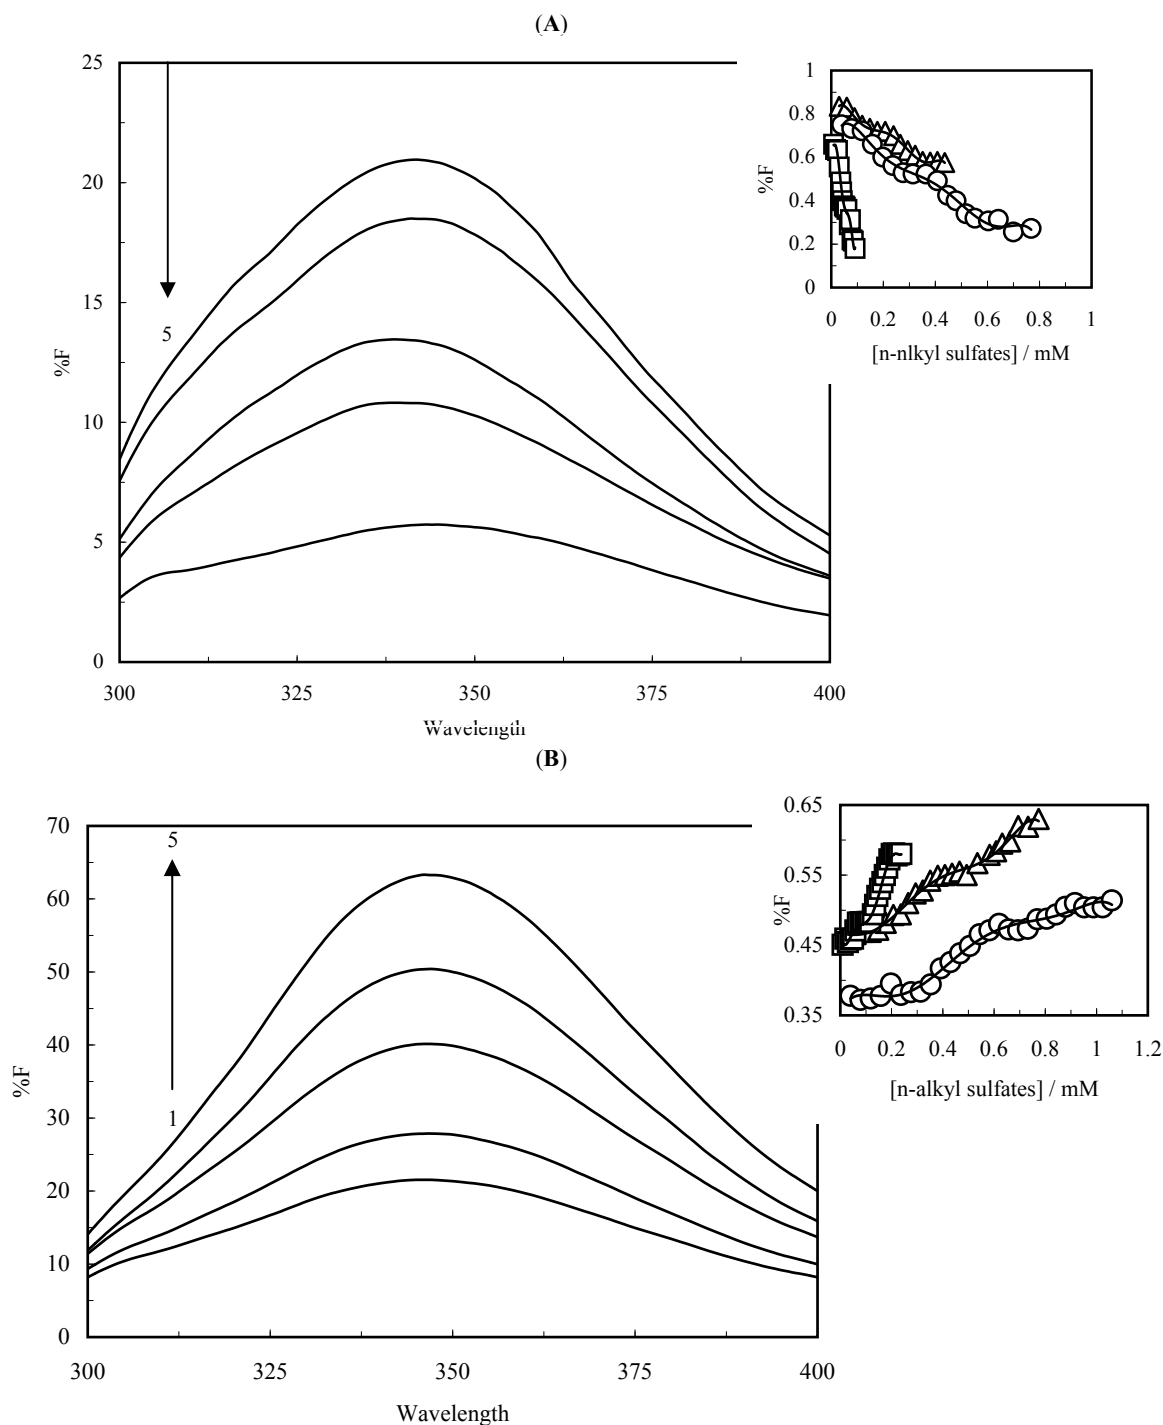 (A)
25
20
15
10
5
0
%F
5
300 325 350 375 400
Wavelength
1
0.8
0.6
0.4
0.2
0
%F
0 0.2 0.4 0.6 0.8 1
[n-nlkyl sulfates] / mM
(B)
70
60
50
40
30
20
10
0
%F
5
1
300 325 350 375 400
Wavelength
0.65
0.55
0.45
0.35
%F
0 0.2 0.4 0.6 0.8 1 1.2
[n-alkyl sulfates] / mM